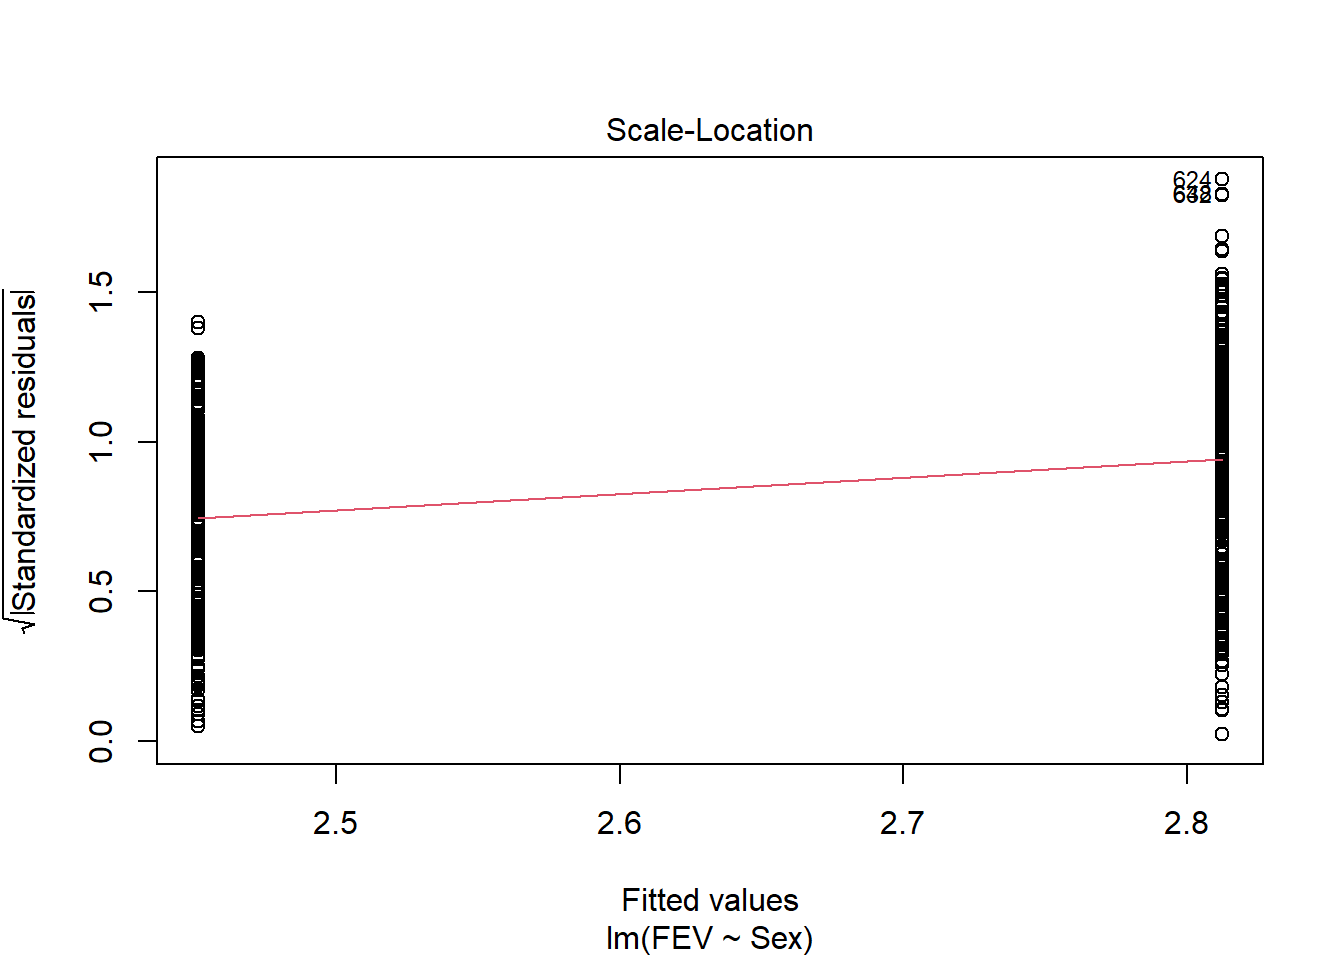 Scale-Location
624
√|Standardized residuals|
1.5
1.0
0.5
0.0
2.5 2.6 2.7 2.8
Fitted values
lm(FEV ~ Sex)